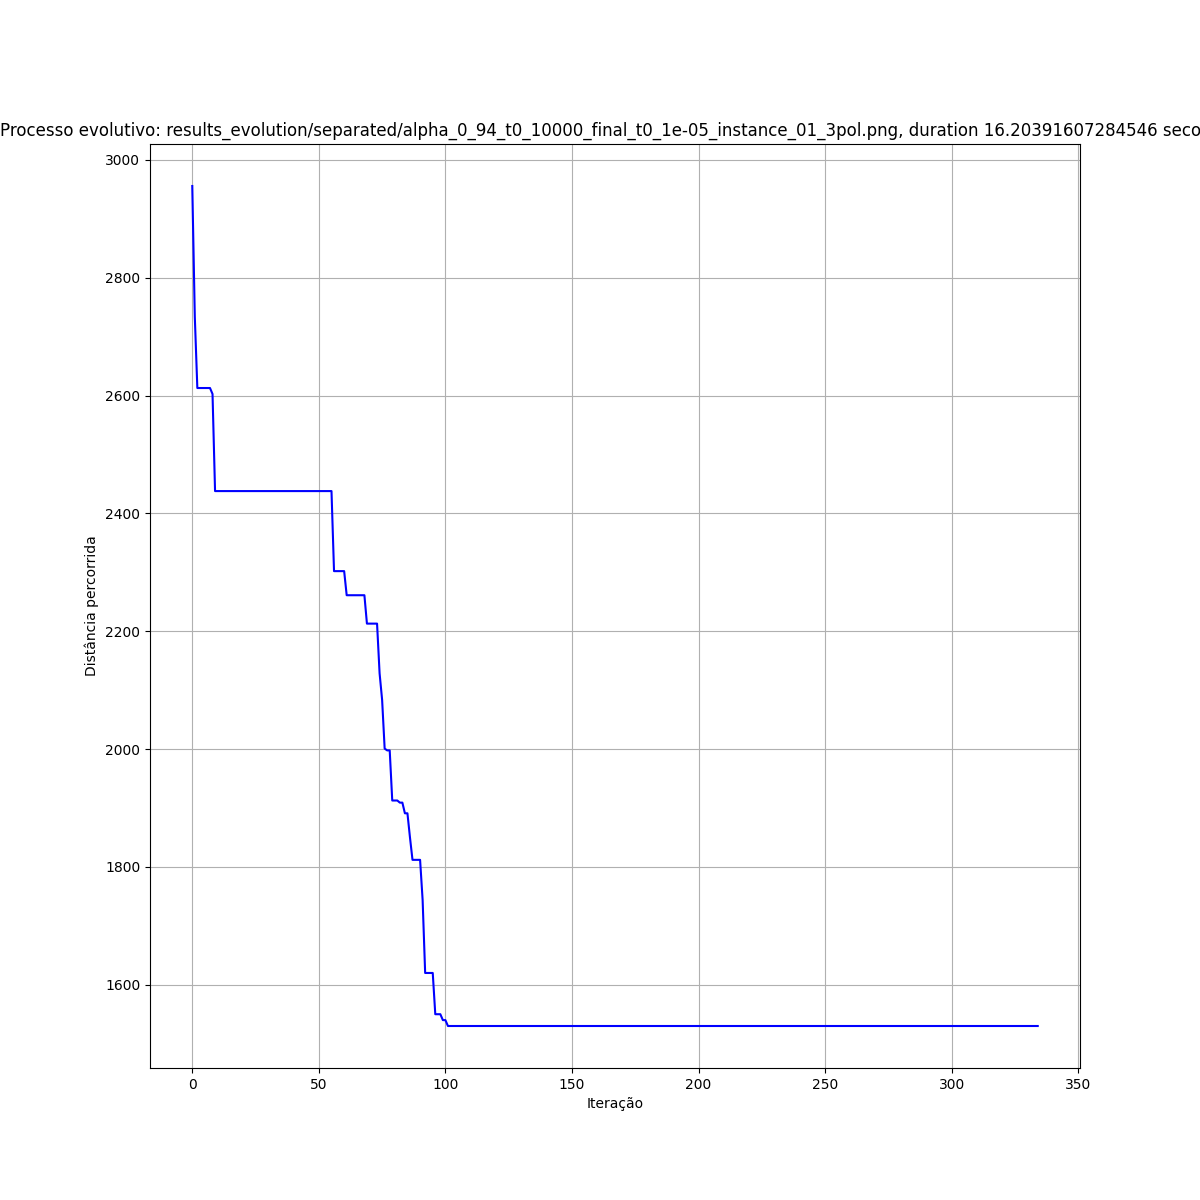 Processo evolutivo: results_evolution/separated/alpha_0_94_t0_10000_final_t0_1e-05_instance_01_3pol.png, duration 16.20391607284546 seco
3000
2800
2600
2400
2200
2000
1800
1600
Distância percorrida
0 50 100 150 200 250 300 350
Iteração